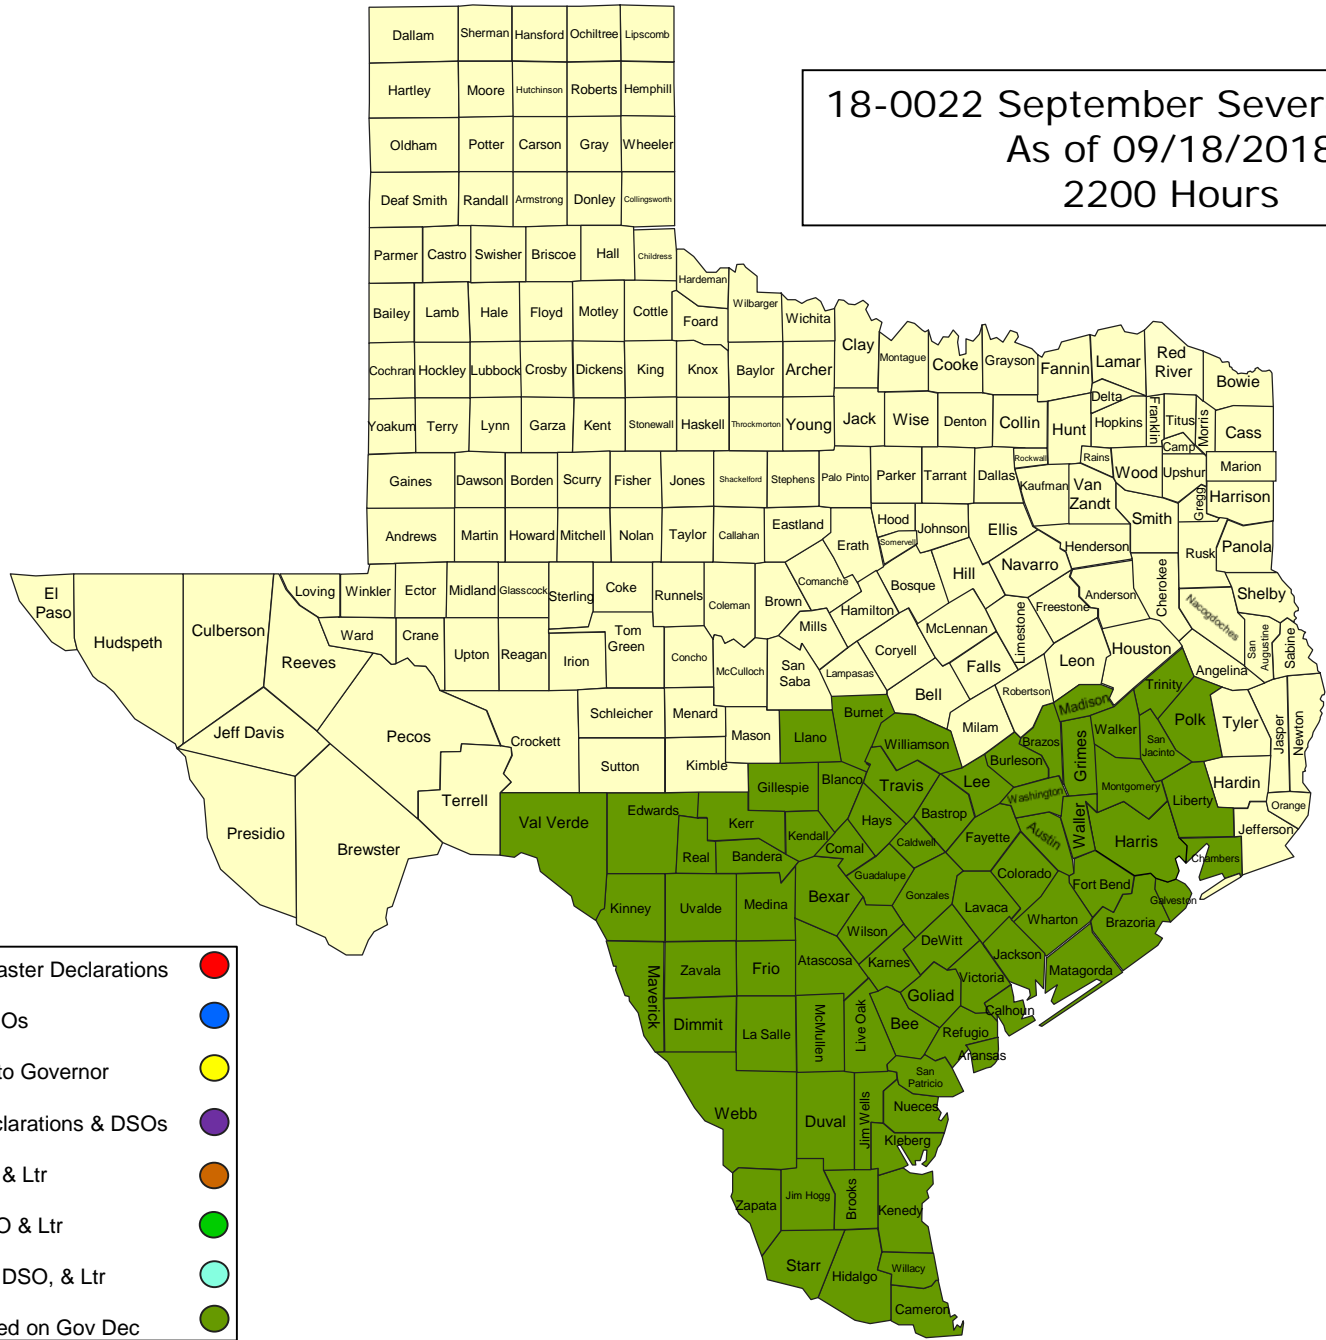 Dallam Sherman Hansford Ochiltree Lipscomb
Hartley Moore Hutchinson Roberts Hemphill
18-0022 September Sever
As of 09/18/2018
2200 Hours
Oldham Potter Carson Gray Wheeler
Deaf Smith Randall Armstrong Donley Collingsworth
Parmer Castro Swisher Briscoe Hall Childress
Hardeman
Bailey Lamb Hale Floyd Motley Cottle Foard Wilbarger Wichita
Clay Montague Cooke Grayson Fannin Lamar Red River Bowie
Cochran Hockley Lubbock Crosby Dickens King Knox Baylor Archer
Delta
Yoakum Terry Lynn Garza Kent Stonewall Haskell Throckmorton Young Jack Wise Denton Collin Hunt Hopkins Franklin Titus Morris Cass
Camp
Rockwall Rains Wood Upshur Marion
Gaines Dawson Borden Scurry Fisher Jones Shackelford Stephens Palo Pinto Parker Tarrant Dallas Kaufman Van Zandt Gregg Harrison
Andrews Martin Howard Mitchell Nolan Taylor Callahan Eastland Erath Hood Somervell Johnson Ellis Henderson Smith Rusk Panola
El Paso Hudspeth Culberson Loving Winkler Ector Midland Glasscock Sterling Coke Runnels Coleman Brown Comanche Hamilton Bosque Hill Navarro Freestone Anderson Cherokee Nacogdoches Shelby
Reeves Ward Crane Upton Reagan Irion Tom Green Concho McCulloch San Saba Mills Lampasas Coryell McLennan Limestone Falls Leon Houston Angelina San Augustine Sabine
Bell Robertson Milam Madison Trinity
Jeff Davis Pecos Crockett Schleicher Menard Mason Llano Burnet Williamson Brazos Grimes Walker San Jacinto Polk Tyler Jasper Newton
Sutton Kimble Gillespie Blanco Travis Lee Burleson Washington Montgomery Liberty Hardin Orange
Presidio Brewster Terrell Val Verde Edwards Kerr Kendall Hays Bastrop Caldwell Fayette Austin Waller Harris Jefferson Chambers
Real Bandera Comal Guadalupe Gonzales Colorado Fort Bend Galveston
Kinney Uvalde Medina Bexar Wilson Lavaca Wharton Brazoria
DeWitt Jackson Matagorda
Maverick Zavala Frio Atascosa Karnes Goliad Victoria Calhoun
Dimmit La Salle McMullen Live Oak Bee Refugio Aransas
San Patricio
Webb Duval Jim Wells Nueces
Kleberg
Zapata Jim Hogg Brooks Kenedy
Starr Hidalgo Willacy
Cameron
aster Declarations
Os
to Governor
clarations & DSOs
& Ltr
O & Ltr
DSO, & Ltr
ed on Gov Dec